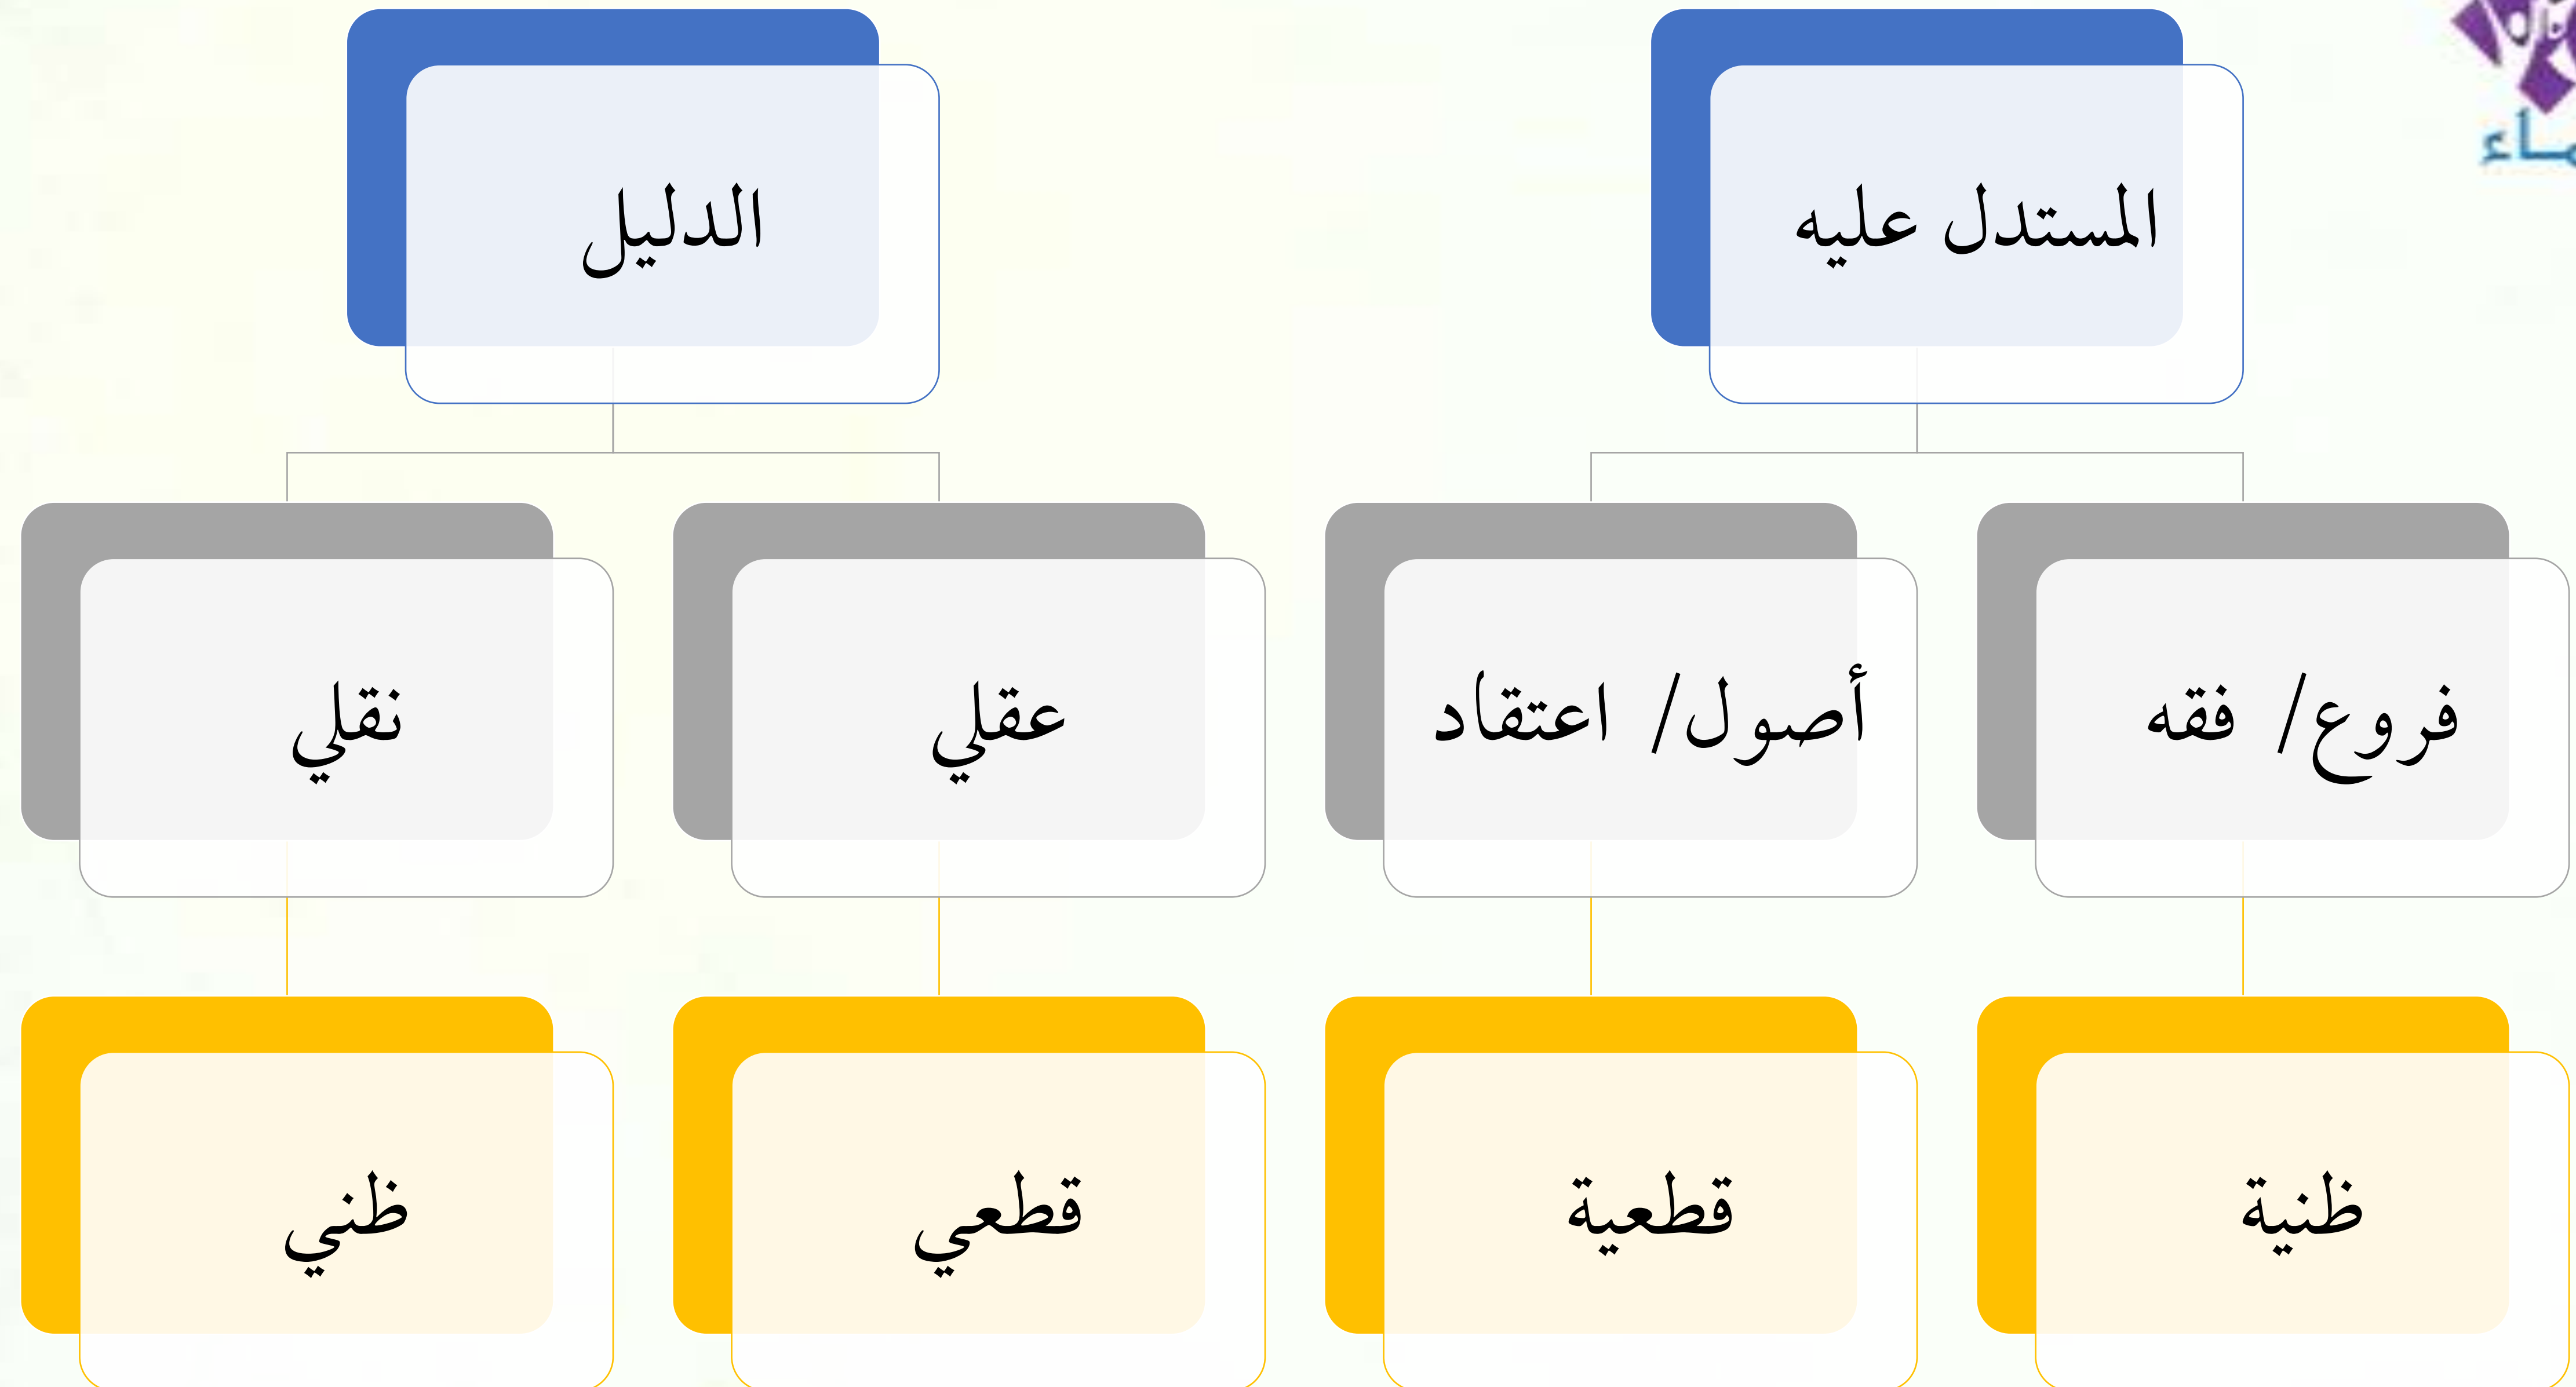 المستدل عليه
الدليل
فروع/ فقه
أصول/ اعتقاد
عقلي
نقلي
ظنية
قطعية
قطعي
ظني